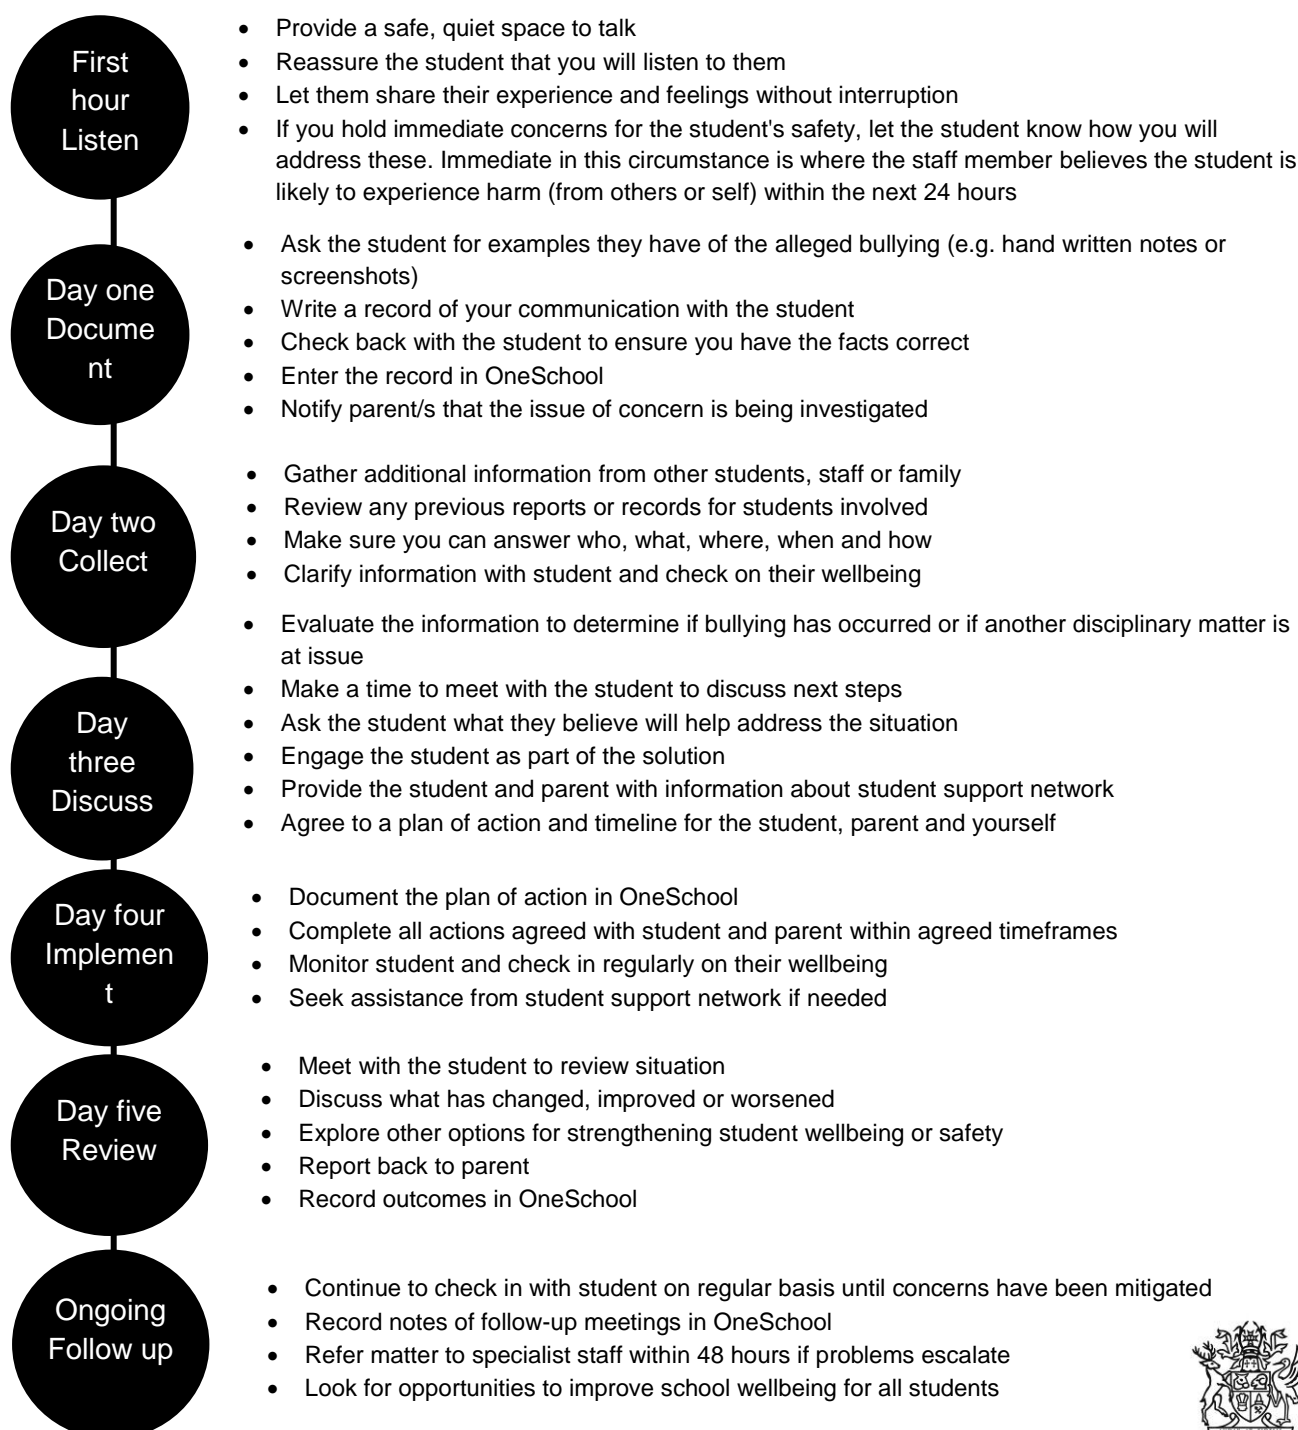 First
hour
Listen
• Provide a safe, quiet space to talk
• Reassure the student that you will listen to them
• Let them share their experience and feelings without interruption
• If you hold immediate concerns for the student's safety, let the student know how you will
address these. Immediate in this circumstance is where the staff member believes the student is
likely to experience harm (from others or self) within the next 24 hours
Day one
Docume
nt
• Ask the student for examples they have of the alleged bullying (e.g. hand written notes or
screenshots)
• Write a record of your communication with the student
• Check back with the student to ensure you have the facts correct
• Enter the record in OneSchool
• Notify parent/s that the issue of concern is being investigated
Day two
Collect
• Gather additional information from other students, staff or family
• Review any previous reports or records for students involved
• Make sure you can answer who, what, where, when and how
• Clarify information with student and check on their wellbeing
Day
three
Discuss
• Evaluate the information to determine if bullying has occurred or if another disciplinary matter is
at issue
• Make a time to meet with the student to discuss next steps
• Ask the student what they believe will help address the situation
• Engage the student as part of the solution
• Provide the student and parent with information about student support network
• Agree to a plan of action and timeline for the student, parent and yourself
Day four
Implemen
t
• Document the plan of action in OneSchool
• Complete all actions agreed with student and parent within agreed timeframes
• Monitor student and check in regularly on their wellbeing
• Seek assistance from student support network if needed
Day five
Review
• Meet with the student to review situation
• Discuss what has changed, improved or worsened
• Explore other options for strengthening student wellbeing or safety
• Report back to parent
• Record outcomes in OneSchool
Ongoing
Follow up
• Continue to check in with student on regular basis until concerns have been mitigated
• Record notes of follow-up meetings in OneSchool
• Refer matter to specialist staff within 48 hours if problems escalate
• Look for opportunities to improve school wellbeing for all students